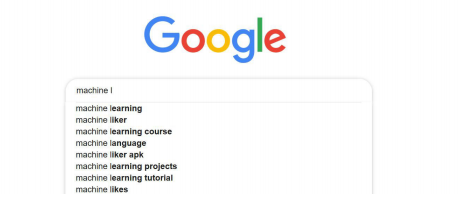 Google
machine l
machine learning
machine liker
machine learning course
machine language
machine liker apk
machine learning projects
machine learning tutorial
machine likes